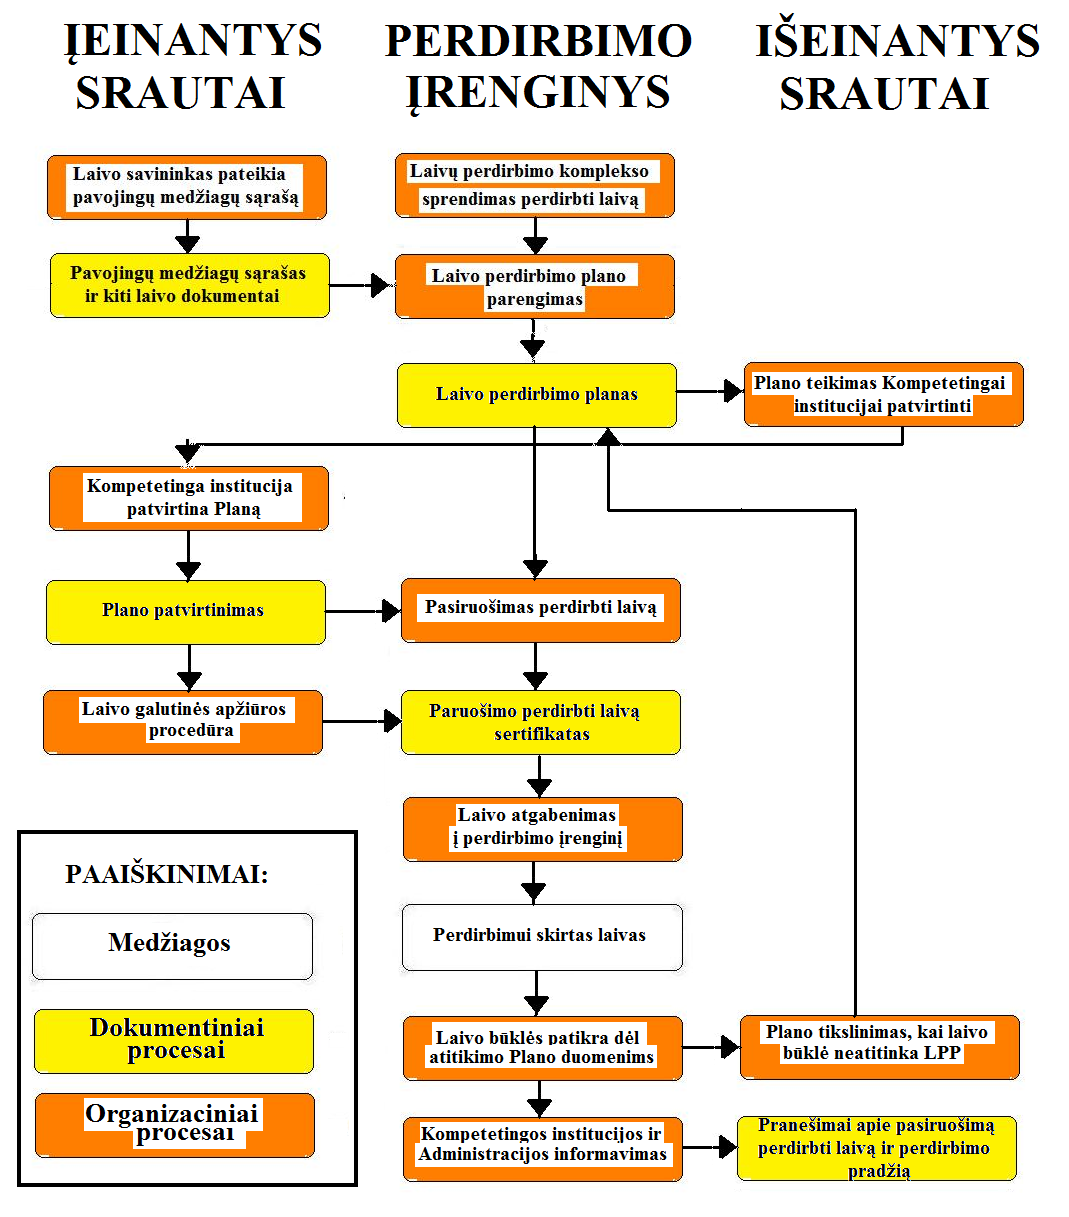 ĮEINANTYS
SRAUTAI
PERDIRBIMO
ĮRENGINYS
IŠEINANTYS
SRAUTAI
Laivo savininkas pateikia
pavojingų medžiagų sąrašą
Laivų perdirbimo komplekso
sprendimas perdirbti laivą
Pavojingų medžiagų sąrašas
ir kiti laivo dokumentai
Laivo perdirbimo plano
parengimas
Laivo perdirbimo planas
Plano teikimas Kompetetingai
institucijai patvirtinti
Kompetetinga institucija
patvirtina Planą
Plano patvirtinimas
Pasiruošimas perdirbti laivą
Laivo galutinės apžiūros
procedūra
Paruošimo perdirbti laivą
sertifikatas
Laivo atgabenimas
į perdirbimo įrenginį
Perdirbimui skirtas laivas
Laivo būklės patikra dėl
atitikimo Plano duomenims
Plano tikslinimas, kai laivo
būklė neatitinka LPP
Kompetetingos institucijos ir
Administracijos informavimas
Pranešimai apie pasiruošimą
perdirbti laivą ir perdirbimo
pradžią
PAAIŠKINIMAI:
Medžiagos
Dokumentiniai
procesai
Organizaciniai
procesai